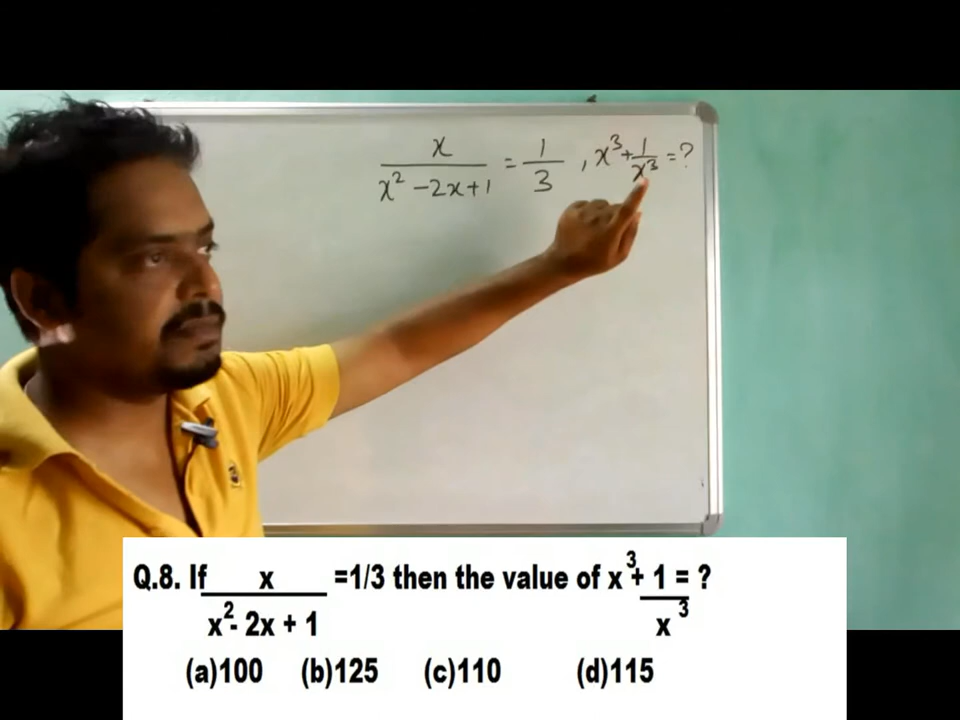 x / x² - 2x + 1 = 1/3 , x³ + 1/x³ = ?
Q.8. If x / x² - 2x + 1 =1/3 then the value of x³ + 1 / x³ = ?
(a)100 (b)125 (c)110 (d)115